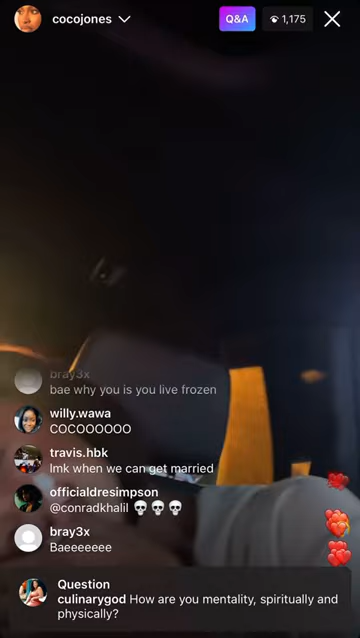 cocojones
Q&A
1,175
bray3x
bae why you is you live frozen
willy.wawa
COCOOOOOO
travis.hbk
lmk when we can get married
officialdresimpson
@conradkhalil 💀💀💀
bray3x
Baeeeeeee
Question
culinarygod How are you mentality, spiritually and
physically?